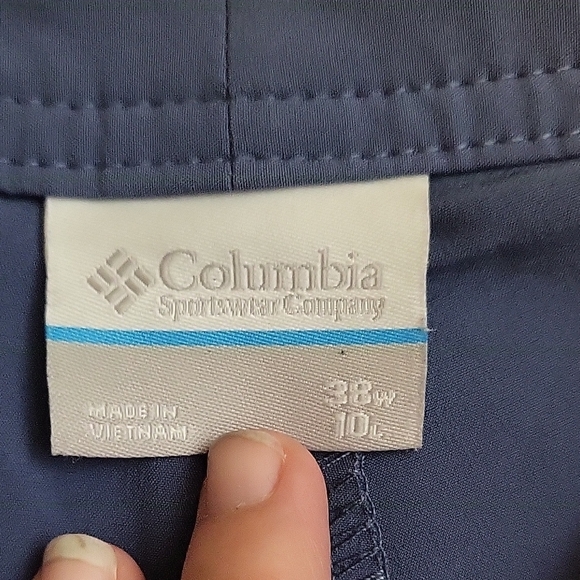 Columbia
Sportswear Company
MADE IN
VIETNAM
38W
10L